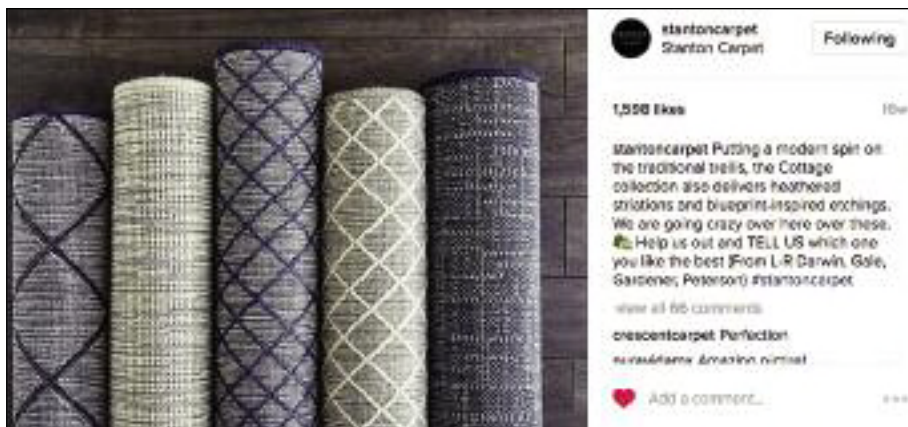 stantoncarpet
Stanton Carpet
Following
1,598 likes
stantoncarpet Putting a modern spin on
the traditional trellis, the Cottage
collection also delivers heathered
striations and blueprint-inspired etchings.
We are going crazy over here over these.
Help us out and TELL US which one
you like the best (From L-R Darwin, Gale,
Gardener, Peterson) #stantoncarpet
view all 66 comments
crescentcarpet Perfection
Amazing picture!
Add a comment...